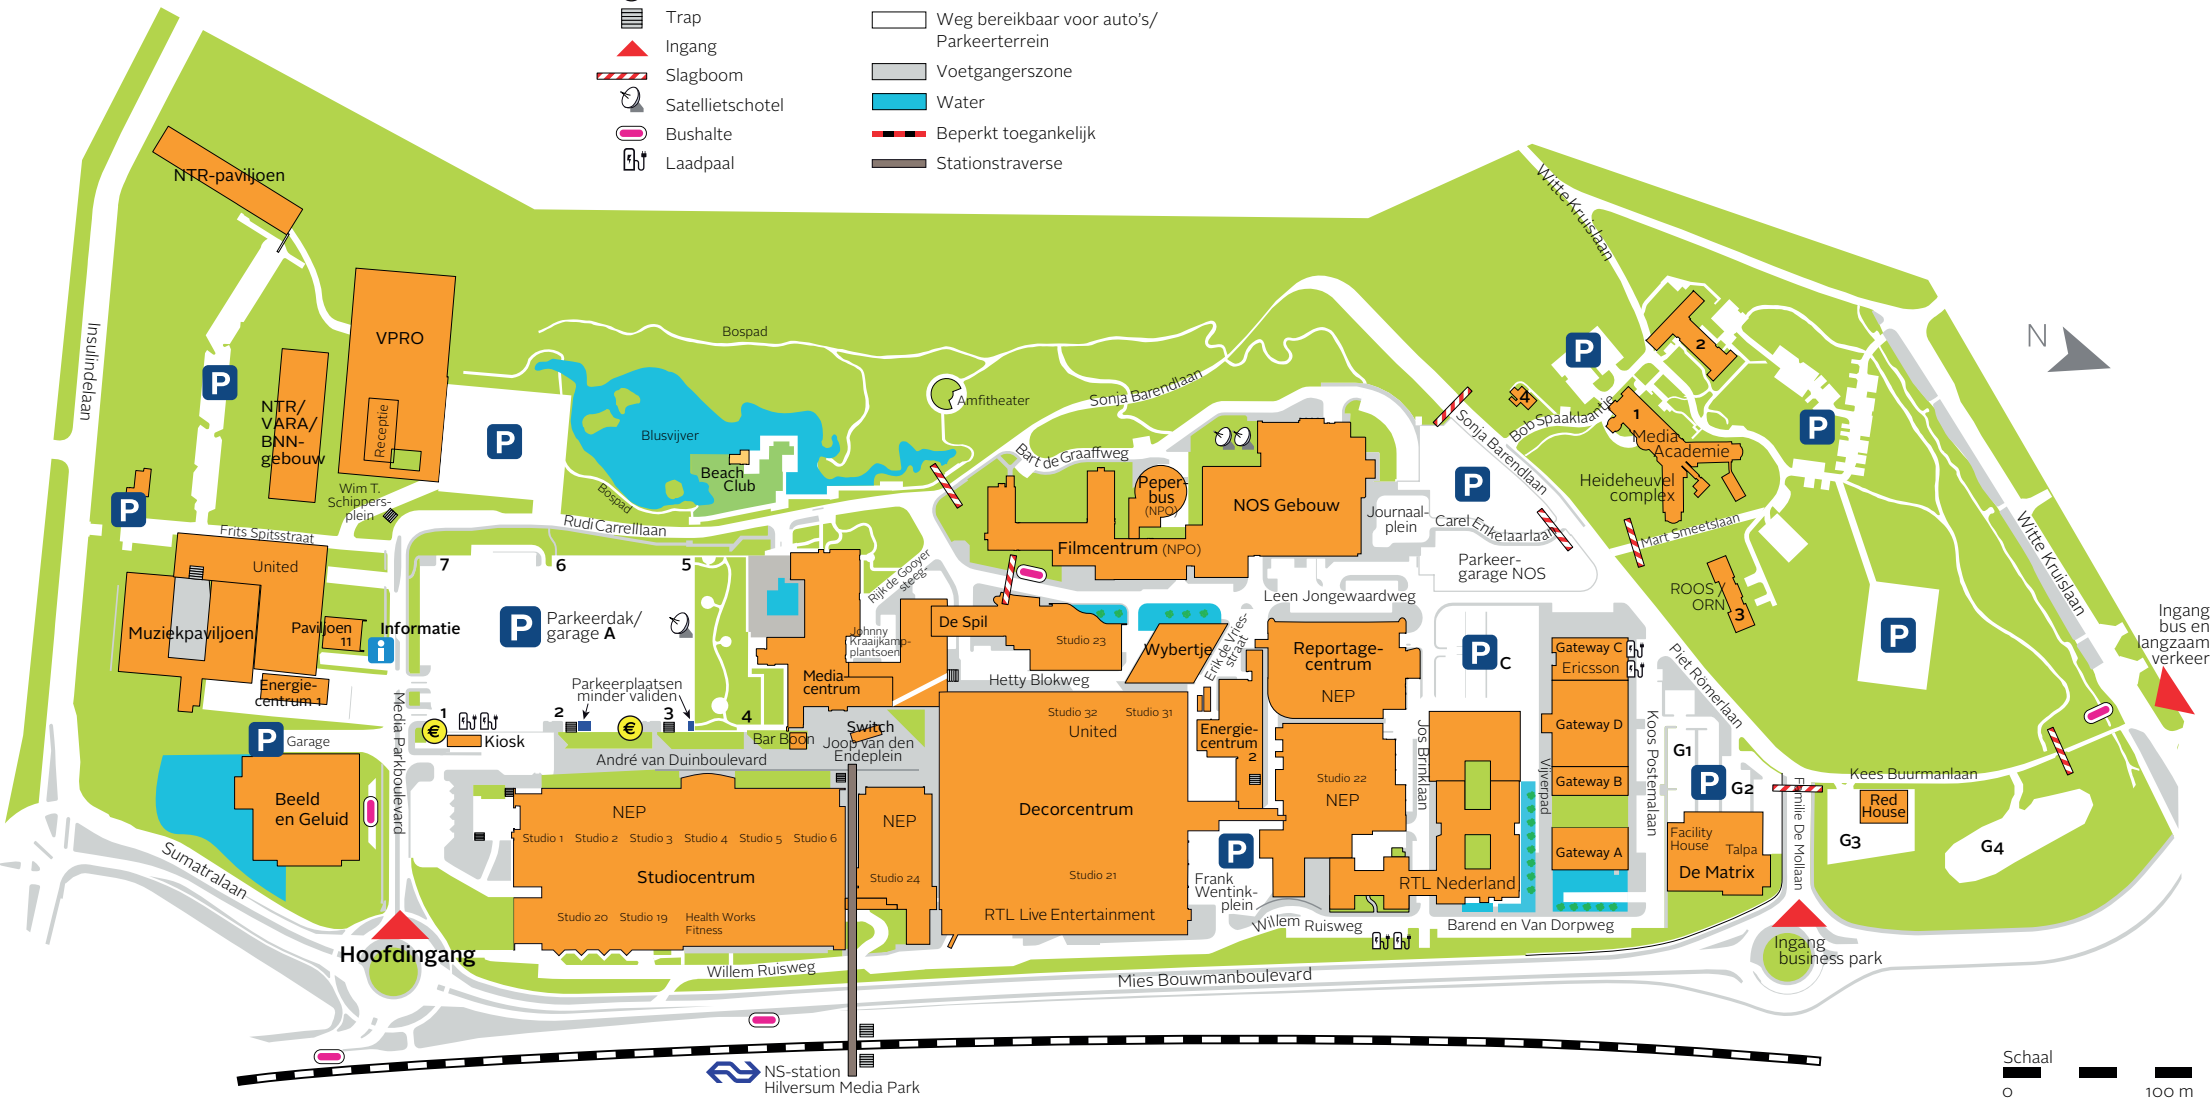 Trap
Ingang
Slagboom
Satellietschotel
Bushalte
Laadpaal
Weg bereikbaar voor auto's/
Parkeerterrein
Voetgangerszone
Water
Beperkt toegankelijk
Stationstraverse
N
Insulindelaan
NTR-paviljoen
VPRO
Receptie
P
NTR/
VARA/
BNN-
gebouw
P
P
Wim T.
Schippers-
plein
Frits Spitsstraat
Bospad
Blusvijver
Beach
Club
Bospad
Rudi Carrelllaan
Amfitheater
Sonja Barendlaan
Bart de Graaffweg
Peper-
bus
(NPO)
NOS Gebouw
Filmcentrum (NPO)
Journaal-
plein
P
Sonja Barendlaan
Carel Enkelaarlaan
Parkeer-
garage NOS
Witte Kruislaan
P
2
4
Bob Spaaklaantje
1
Media
Academie
Heideheuvel
complex
P
Mart Smeetslaan
ROOS /
ORN
3
P
Witte Kruislaan
Ingang
bus en
langzaam
verkeer
United
Muziekpaviljoen
Paviljoen
11
Informatie
i
Energie-
centrum 1
7
6
5
P
Parkeerdak/
garage A
Parkeerplaatsen
minder validen
1
2
3
4
€
€
Kiosk
Media Parkboulevard
P
Garage
Beeld
en Geluid
Sumatralaan
Hoofdingang
Rijk de Gooyer
steeg-
Johnny
Kraaijkamp-
plantsoen
Media-
centrum
Switch
Bar Boon
Joop van den
Endeplein
André van Duinboulevard
De Spil
Studio 23
Wybertje
Erik de Vries-
straat
Leen Jongewaardweg
Hetty Blokweg
Reportage-
centrum
NEP
P
C
Gateway C
Ericsson
Gateway D
Gateway B
Gateway A
Vijverpad
Koos Postemalaan
Piet Römerlaan
G1
P
G2
Facility
House
Talpa
De Matrix
Familie De Mollaan
Kees Buurmanlaan
Red
House
G3
G4
Studio 32
Studio 31
United
Decorcentrum
Studio 21
RTL Live Entertainment
Energie-
centrum
2
Studio 22
NEP
Jos Brinklaan
P
Frank
Wentink-
plein
RTL Nederland
Willem Ruisweg
Barend en Van Dorpweg
NEP
Studio 1
Studio 2
Studio 3
Studio 4
Studio 5
Studio 6
Studiocentrum
Studio 20
Studio 19
Health Works
Fitness
NEP
Studio 24
Willem Ruisweg
Mies Bouwmanboulevard
Ingang
business park
NS-station
Hilversum Media Park
Schaal
0
100 m